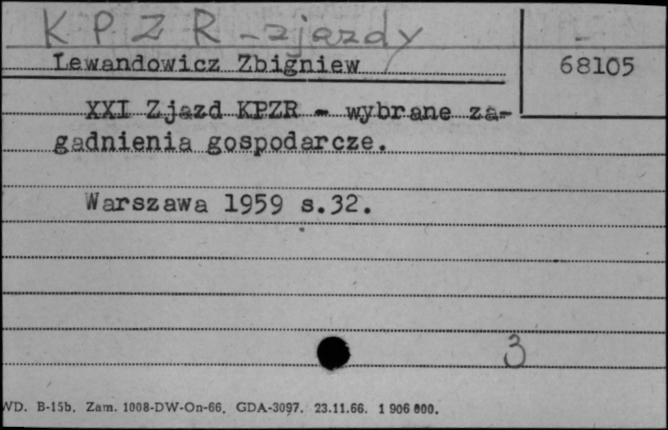 K P Z R - zjazdy
Lewandowicz Zbigniew
68105
XXI Zjazd KPZR - wybrane za-
gadnienia gospodarcze.
Warszawa 1959 s.32.
3
WD. B-15b. Zam. 1008-DW-On-66. GDA-3097. 23.11.66. 1 906 000.